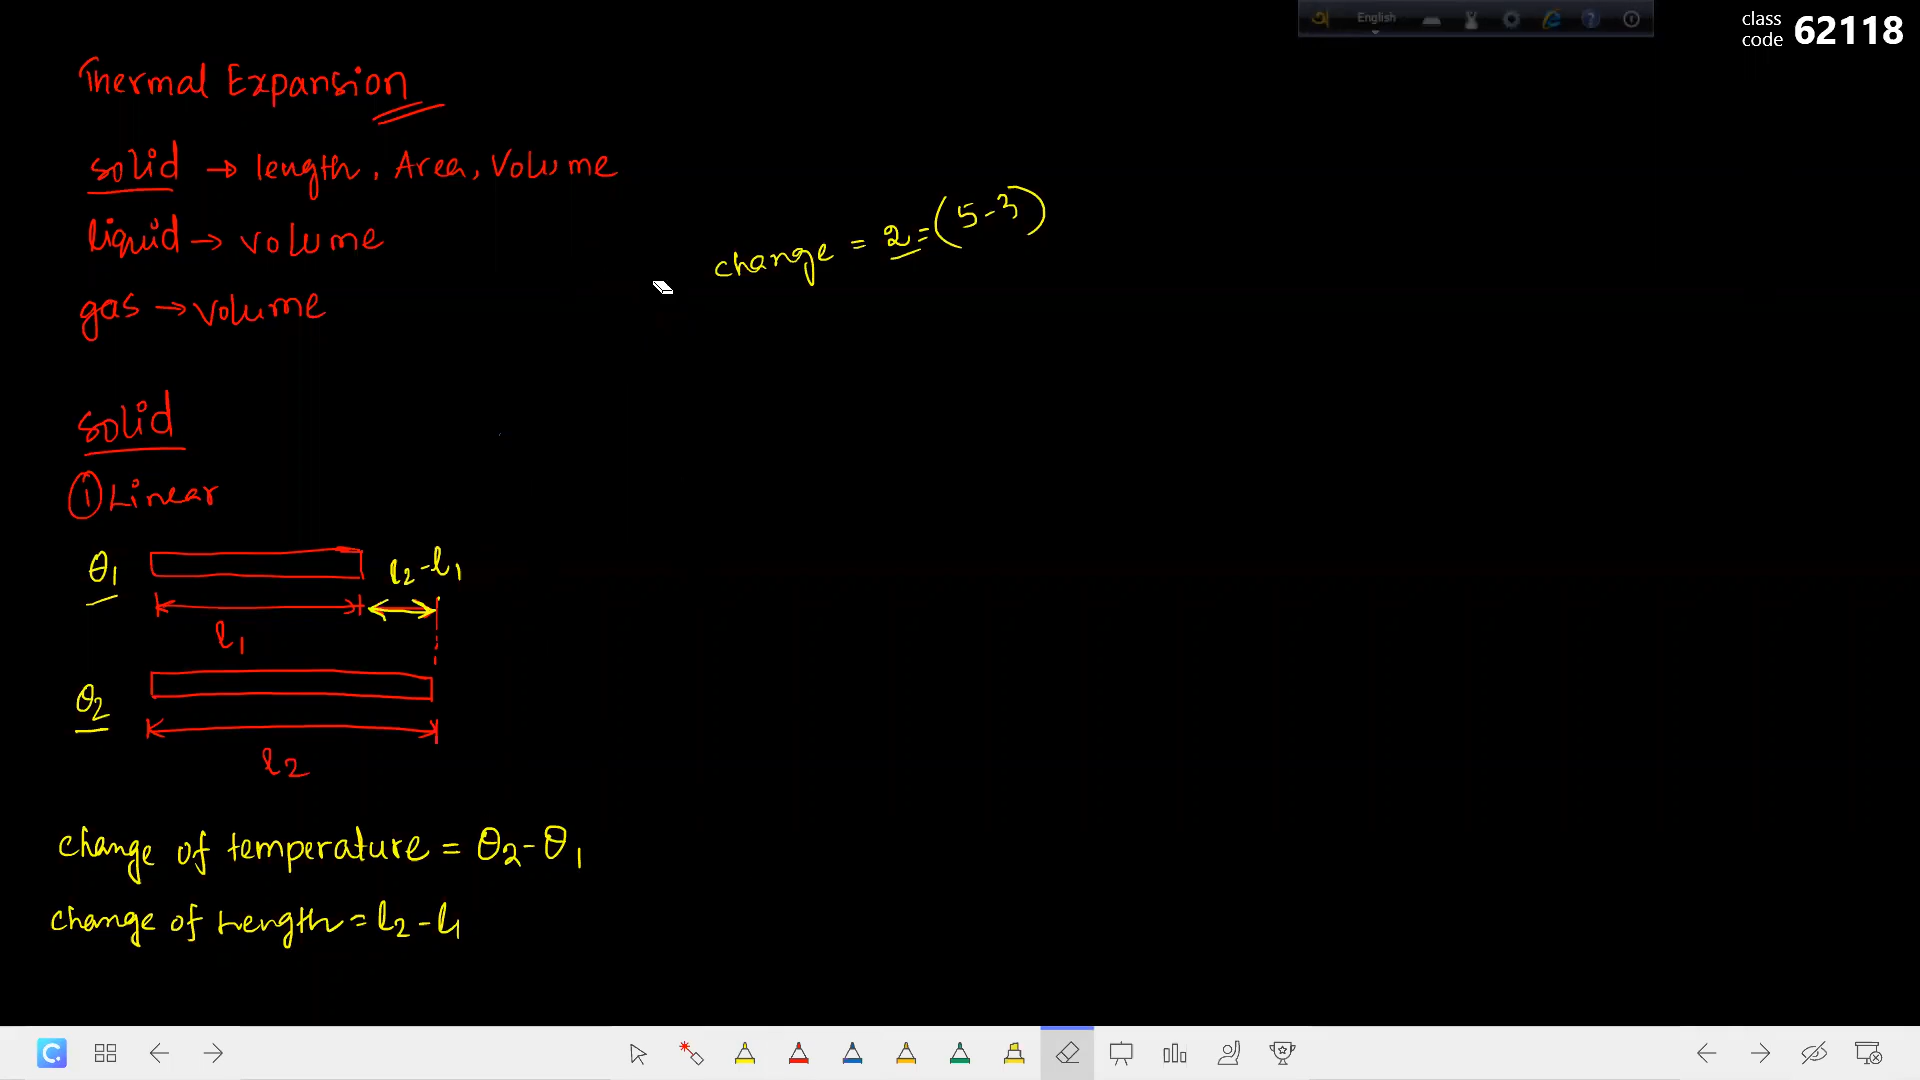 English
class
code 62118
Thermal Expansion
solid → length, Area, Volume
liquid → volume
gas → volume
change = 2 = (5-3)
solid
① Linear
θ1
l2-l1
l1
θ2
l2
change of temperature = θ2-θ1
change of Length = l2-l1